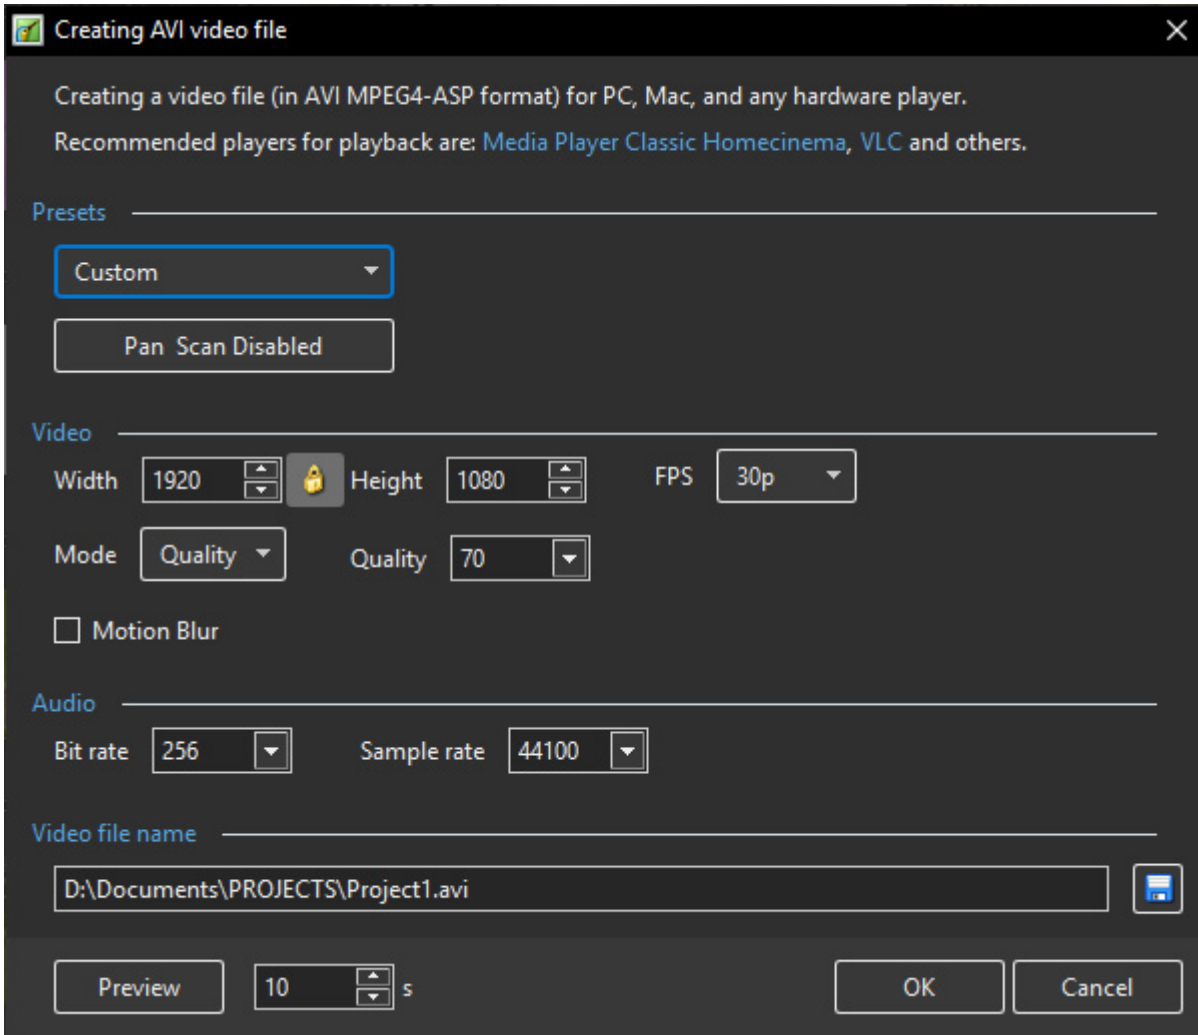 Creating AVI video file
Creating a video file (in AVI MPEG4-ASP format) for PC, Mac, and any hardware player.
Recommended players for playback are: Media Player Classic Homecinema, VLC and others.
Presets
Custom
Pan Scan Disabled
Video
Width 1920 Height 1080 FPS 30p
Mode Quality Quality 70
Motion Blur
Audio
Bit rate 256 Sample rate 44100
Video file name
D:\Documents\PROJECTS\Project1.avi
Preview 10 s OK Cancel